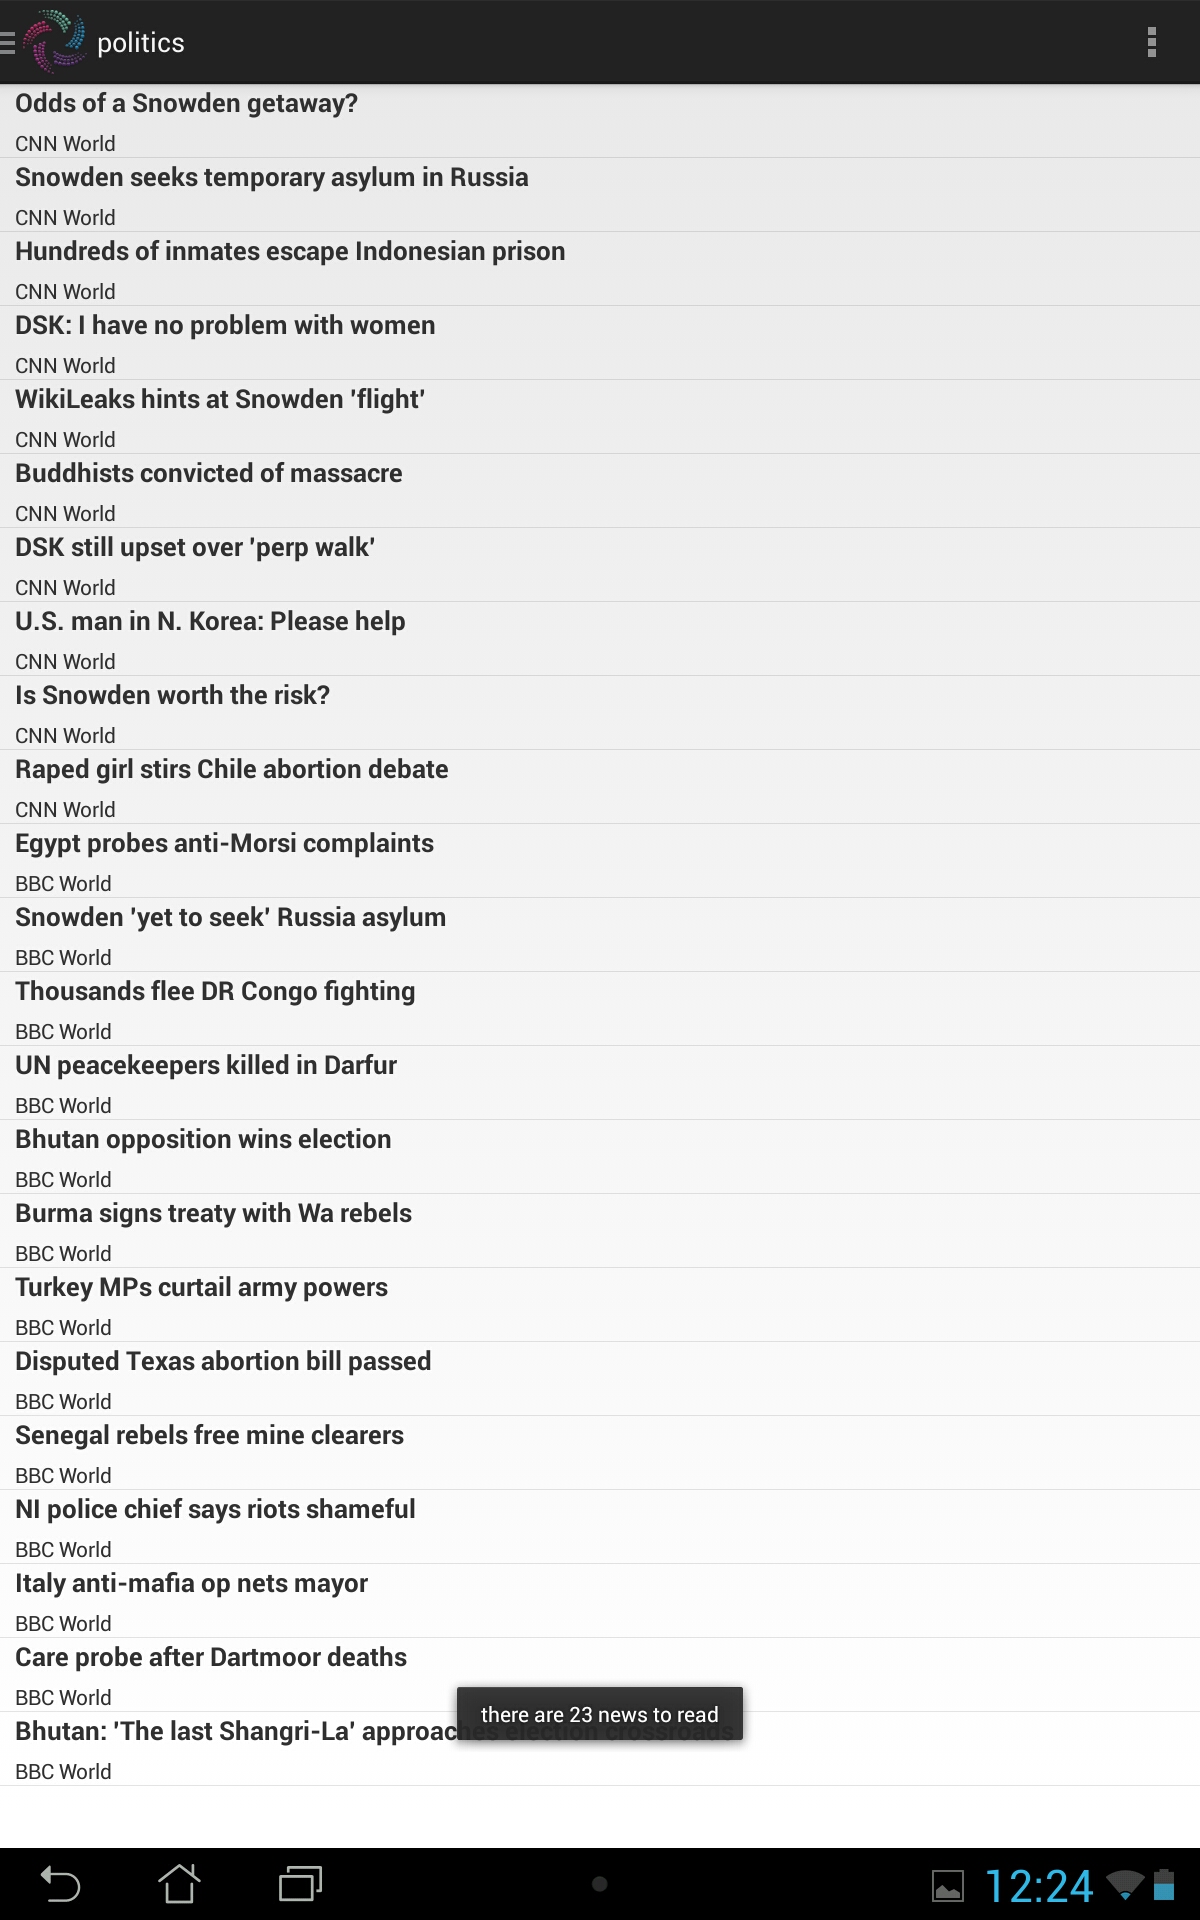 politics
Odds of a Snowden getaway?
CNN World
Snowden seeks temporary asylum in Russia
CNN World
Hundreds of inmates escape Indonesian prison
CNN World
DSK: I have no problem with women
CNN World
WikiLeaks hints at Snowden 'flight'
CNN World
Buddhists convicted of massacre
CNN World
DSK still upset over 'perp walk'
CNN World
U.S. man in N. Korea: Please help
CNN World
Is Snowden worth the risk?
CNN World
Raped girl stirs Chile abortion debate
CNN World
Egypt probes anti-Morsi complaints
BBC World
Snowden 'yet to seek' Russia asylum
BBC World
Thousands flee DR Congo fighting
BBC World
UN peacekeepers killed in Darfur
BBC World
Bhutan opposition wins election
BBC World
Burma signs treaty with Wa rebels
BBC World
Turkey MPs curtail army powers
BBC World
Disputed Texas abortion bill passed
BBC World
Senegal rebels free mine clearers
BBC World
NI police chief says riots shameful
BBC World
Italy anti-mafia op nets mayor
BBC World
Care probe after Dartmoor deaths
BBC World
there are 23 news to read
Bhutan: 'The last Shangri-La' approaches election crossroads
BBC World
12:24